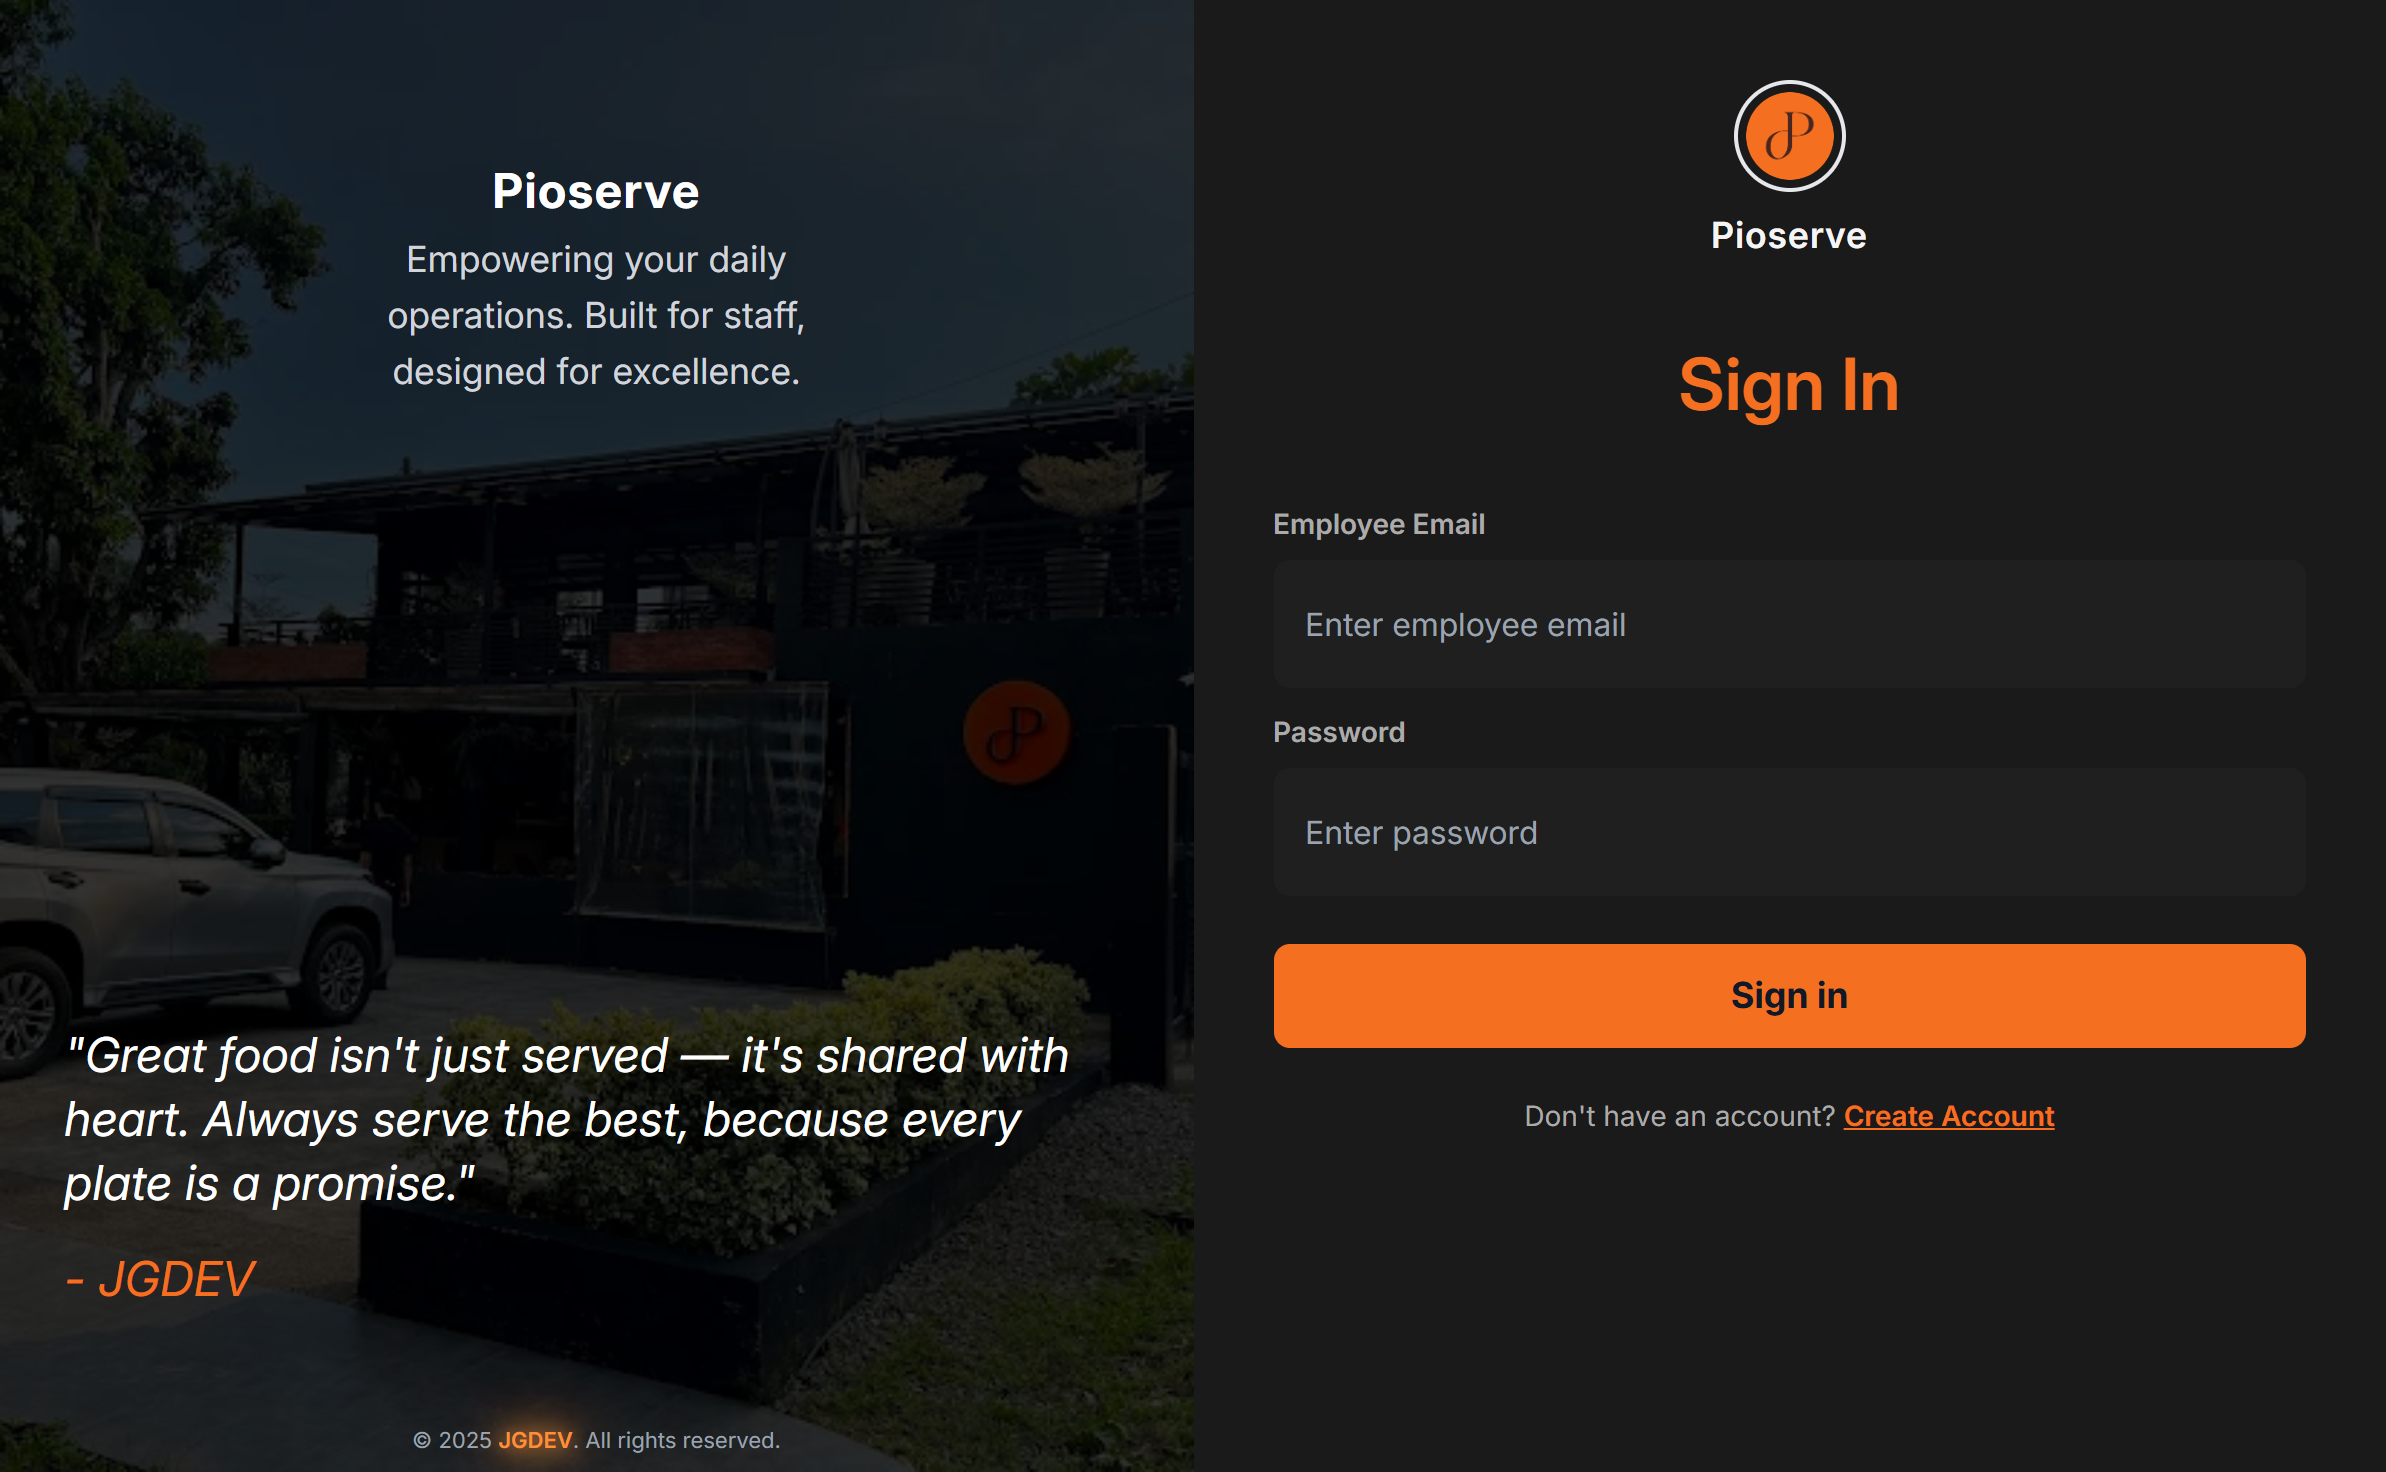 Pioserve
Empowering your daily
operations. Built for staff,
designed for excellence.
"Great food isn't just served — it's shared with
heart. Always serve the best, because every
plate is a promise."
- JGDEV
© 2025 JGDEV. All rights reserved.
Pioserve
Sign In
Employee Email
Enter employee email
Password
Enter password
Sign in
Don't have an account? Create Account